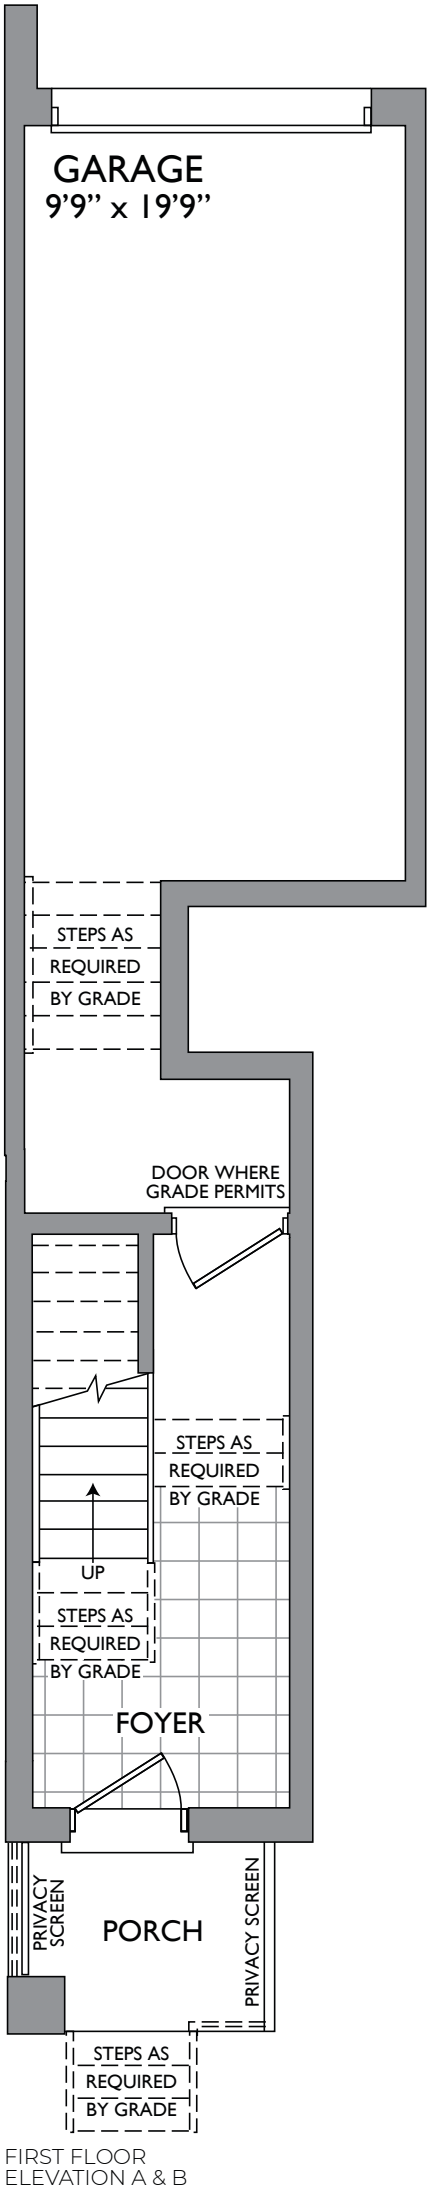 GARAGE
9'9” x 19'9”
STEPS AS
REQUIRED
BY GRADE
DOOR WHERE
GRADE PERMITS
STEPS AS
REQUIRED
BY GRADE
UP
STEPS AS
REQUIRED
BY GRADE
FOYER
PRIVACY
SCREEN
PORCH
PRIVACY SCREEN
STEPS AS
REQUIRED
BY GRADE
FIRST FLOOR
ELEVATION A & B